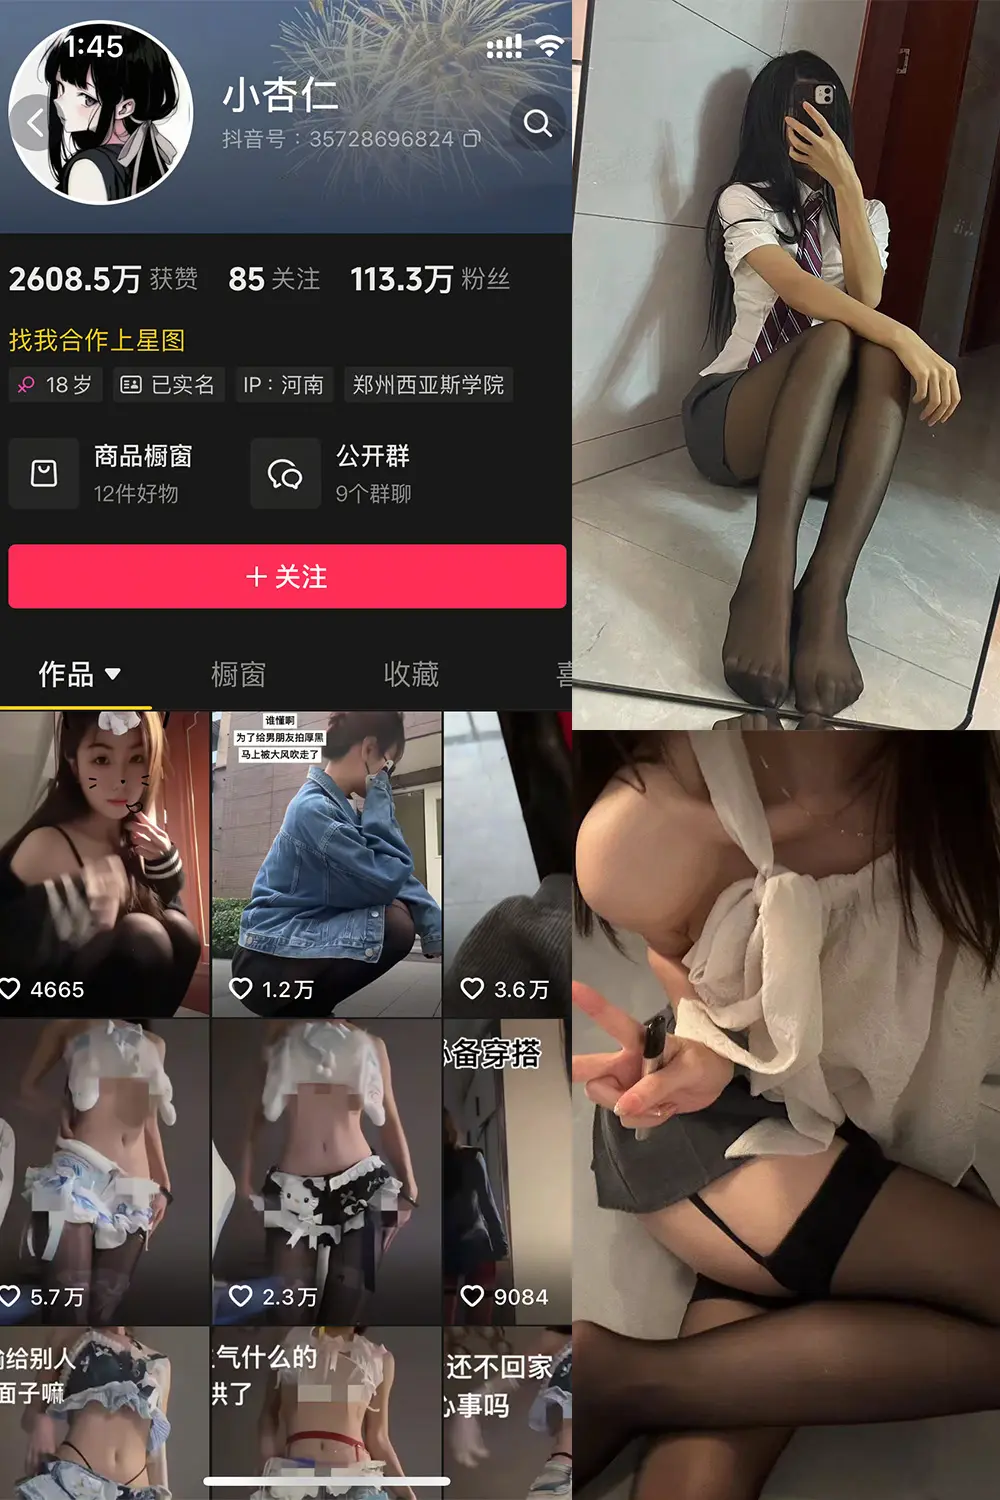 1:45
小杏仁
抖音号：35728696824
2608.5万 获赞 85 关注 113.3万 粉丝
找我合作上星图
18岁 已实名 IP：河南 郑州西亚斯学院
商品橱窗
12件好物
公开群
9个群聊
+ 关注
作品 橱窗 收藏
谁懂啊
为了给男朋友拍厚黑
马上被大风吹走了
4665 1.2万 3.6万
备穿搭
5.7万 2.3万 9084
给别人
面子嘛
气什么的
供了
还不回家
心事吗